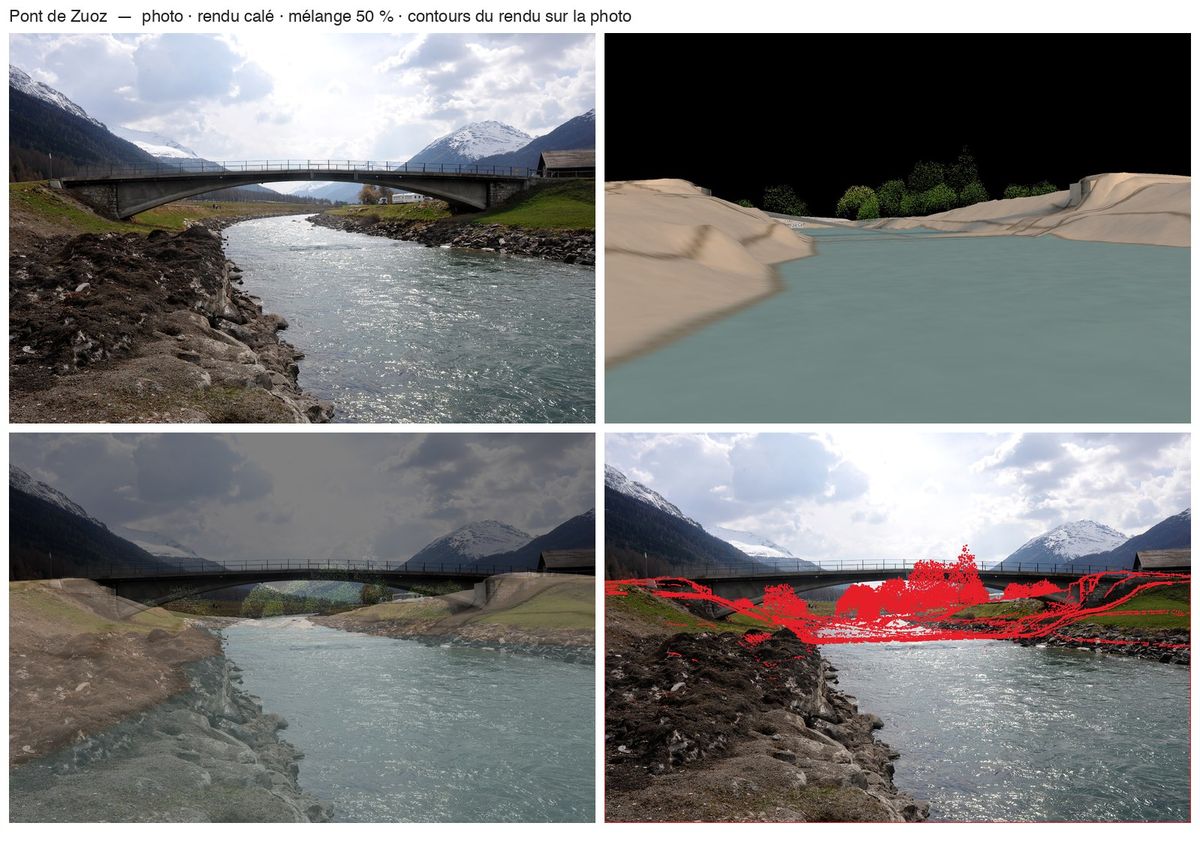 Pont de Zuoz — photo · rendu calé · mélange 50 % · contours du rendu sur la photo